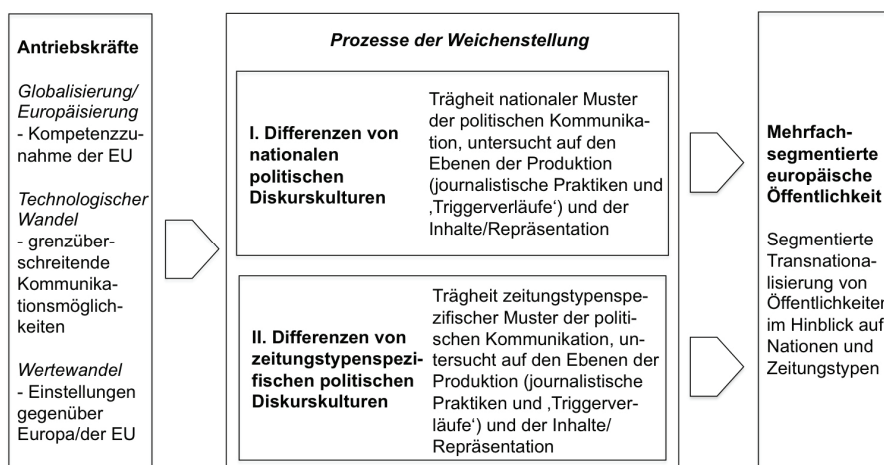 Antriebskräfte
Globalisierung/
Europäisierung
- Kompetenzzu-
nahme der EU
Technologischer
Wandel
- grenzüber-
schreitende
Kommunika-
tionsmöglich-
keiten
Wertewandel
- Einstellungen
gegenüber
Europa/der EU
Prozesse der Weichenstellung
I. Differenzen von
nationalen
politischen
Diskurskulturen
Trägheit nationaler Muster
der politischen Kommunika-
tion, untersucht auf den
Ebenen der Produktion
(journalistische Praktiken und
‚Triggerverläufe‘) und der
Inhalte/Repräsentation
II. Differenzen von
zeitungstypenspezi-
fischen politischen
Diskurskulturen
Trägheit zeitungstypenspe-
zifischer Muster der politi-
schen Kommunikation, un-
tersucht auf den Ebenen der
Produktion (journalistische
Praktiken und ‚Triggerver-
läufe‘) und der Inhalte/
Repräsentation
Mehrfach-
segmentierte
europäische
Öffentlichkeit
Segmentierte
Transnationa-
lisierung von
Öffentlichkeiten
im Hinblick auf
Nationen und
Zeitungstypen